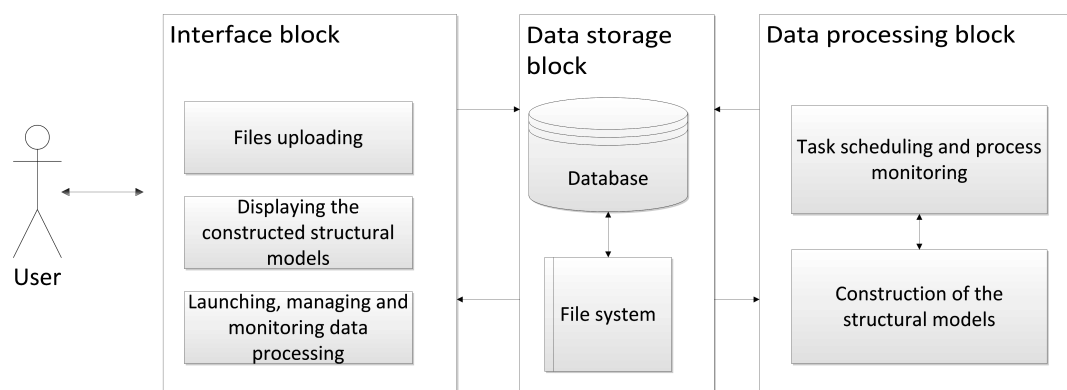 User
Interface block
Files uploading
Displaying the
constructed structural
models
Launching, managing and
monitoring data
processing
Data storage
block
Database
File system
Data processing block
Task scheduling and process
monitoring
Construction of the
structural models